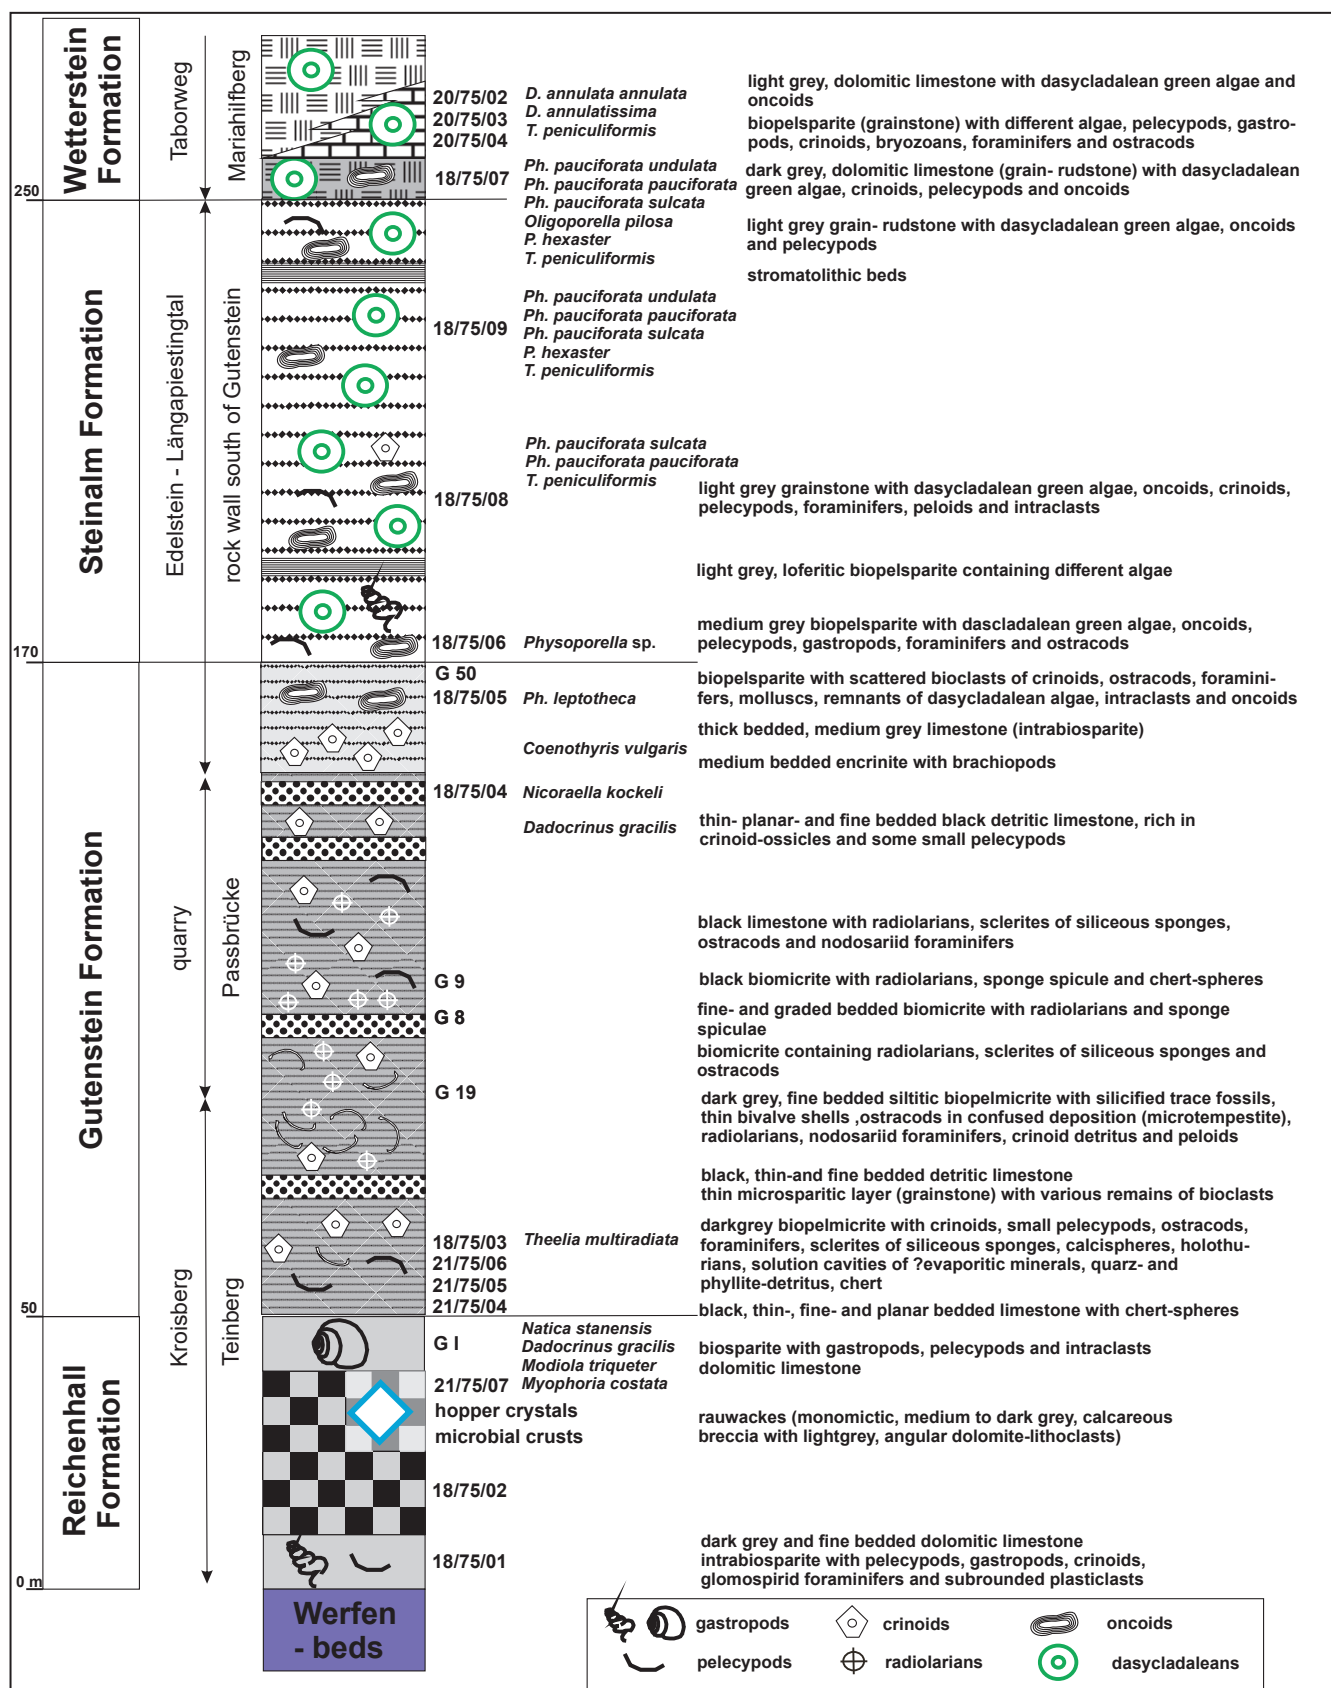 Wetterstein
Formation
Taborweg
Mariahilfberg
20/75/02
20/75/03
20/75/04
D. annulata annulata
D. annulatissima
T. peniculiformis
light grey, dolomitic limestone with dasycladalean green algae and
oncoids
biopelsparite (grainstone) with different algae, pelecypods, gastro-
pods, crinoids, bryozoans, foraminifers and ostracods
18/75/07
Ph. pauciforata undulata
Ph. pauciforata pauciforata
Ph. pauciforata sulcata
Oligoporella pilosa
P. hexaster
T. peniculiformis
dark grey, dolomitic limestone (grain- rudstone) with dasycladalean
green algae, crinoids, pelecypods and oncoids
250
Steinalm Formation
Edelstein - Längapiestingtal
rock wall south of Gutenstein
light grey grain- rudstone with dasycladalean green algae, oncoids
and pelecypods
stromatolithic beds
18/75/09
Ph. pauciforata undulata
Ph. pauciforata pauciforata
Ph. pauciforata sulcata
P. hexaster
T. peniculiformis
Ph. pauciforata sulcata
Ph. pauciforata pauciforata
T. peniculiformis
18/75/08
light grey grainstone with dasycladalean green algae, oncoids, crinoids,
pelecypods, foraminifers, peloids and intraclasts
light grey, loferitic biopelsparite containing different algae
18/75/06
Physoporella sp.
medium grey biopelsparite with dascladalean green algae, oncoids,
pelecypods, gastropods, foraminifers and ostracods
170
Gutenstein Formation
quarry
Passbrücke
G 50
18/75/05
Ph. leptotheca
biopelsparite with scattered bioclasts of crinoids, ostracods, foramini-
fers, molluscs, remnants of dasycladalean algae, intraclasts and oncoids
thick bedded, medium grey limestone (intrabiosparite)
Coenothyris vulgaris
medium bedded encrinite with brachiopods
18/75/04
Nicoraella kockeli
Dadocrinus gracilis
thin- planar- and fine bedded black detritic limestone, rich in
crinoid-ossicles and some small pelecypods
black limestone with radiolarians, sclerites of siliceous sponges,
ostracods and nodosariid foraminifers
G 9
black biomicrite with radiolarians, sponge spicule and chert-spheres
G 8
fine- and graded bedded biomicrite with radiolarians and sponge
spiculae
biomicrite containing radiolarians, sclerites of siliceous sponges and
ostracods
G 19
dark grey, fine bedded siltitic biopelmicrite with silicified trace fossils,
thin bivalve shells ,ostracods in confused deposition (microtempestite),
radiolarians, nodosariid foraminifers, crinoid detritus and peloids
black, thin-and fine bedded detritic limestone
thin microsparitic layer (grainstone) with various remains of bioclasts
Kroisberg
Teinberg
18/75/03
21/75/06
21/75/05
21/75/04
Theelia multiradiata
darkgrey biopelmicrite with crinoids, small pelecypods, ostracods,
foraminifers, sclerites of siliceous sponges, calcispheres, holothu-
rians, solution cavities of ?evaporitic minerals, quarz- and
phyllite-detritus, chert
black, thin-, fine- and planar bedded limestone with chert-spheres
50
Reichenhall
Formation
G I
Natica stanensis
Dadocrinus gracilis
Modiola triqueter
Myophoria costata
biosparite with gastropods, pelecypods and intraclasts
dolomitic limestone
21/75/07
hopper crystals
microbial crusts
rauwackes (monomictic, medium to dark grey, calcareous
breccia with lightgrey, angular dolomite-lithoclasts)
18/75/02
18/75/01
dark grey and fine bedded dolomitic limestone
intrabiosparite with pelecypods, gastropods, crinoids,
glomospirid foraminifers and subrounded plasticlasts
0 m
Werfen
- beds
gastropods
crinoids
oncoids
pelecypods
radiolarians
dasycladaleans